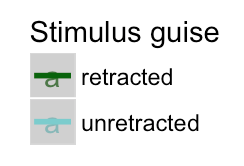 Stimulus guise
a retracted
a unretracted